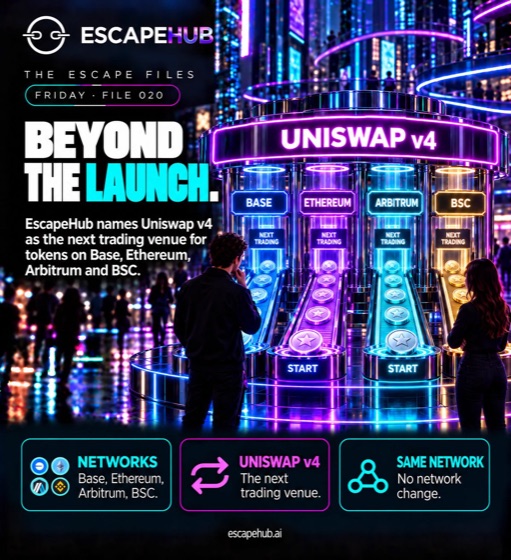 ESCAPEHUB
THE ESCAPE FILES
FRIDAY · FILE 020
BEYOND
THE LAUNCH.
EscapeHub names Uniswap v4
as the next trading venue for
tokens on Base, Ethereum,
Arbitrum and BSC.
UNISWAP v4
BASE
ETHEREUM
ARBITRUM
BSC
NEXT
TRADING
NEXT
TRADING
NEXT
TRADING
NEXT
TRADING
START
START
NETWORKS
Base, Ethereum,
Arbitrum, BSC.
UNISWAP v4
The next
trading venue.
SAME NETWORK
No network
change.
escapehub.ai